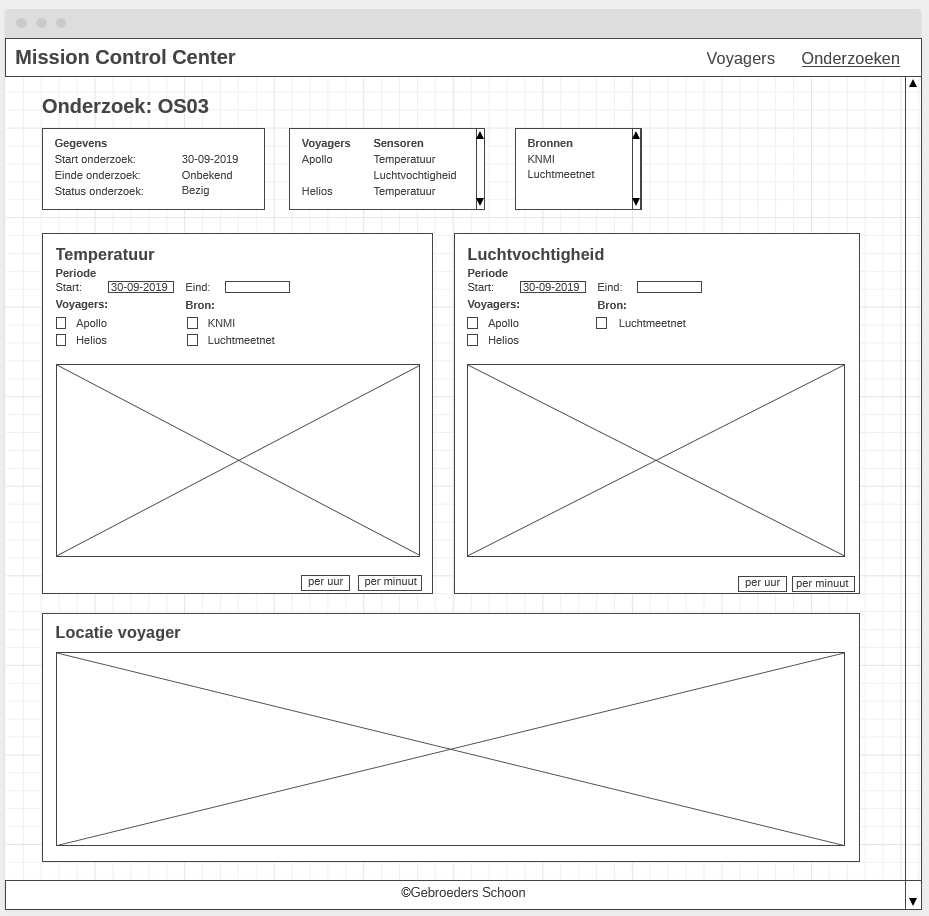 Mission Control Center
Voyagers Onderzoeken
Onderzoek: OS03
Gegevens
Start onderzoek: 30-09-2019
Einde onderzoek: Onbekend
Status onderzoek: Bezig
Voyagers Sensoren
Apollo Temperatuur
Luchtvochtigheid
Helios Temperatuur
Bronnen
KNMI
Luchtmeetnet
Temperatuur
Periode
Start: 30-09-2019 Eind:
Voyagers: Bron:
Apollo KNMI
Helios Luchtmeetnet
per uur per minuut
Luchtvochtigheid
Periode
Start: 30-09-2019 Eind:
Voyagers: Bron:
Apollo Luchtmeetnet
Helios
per uur per minuut
Locatie voyager
©Gebroeders Schoon